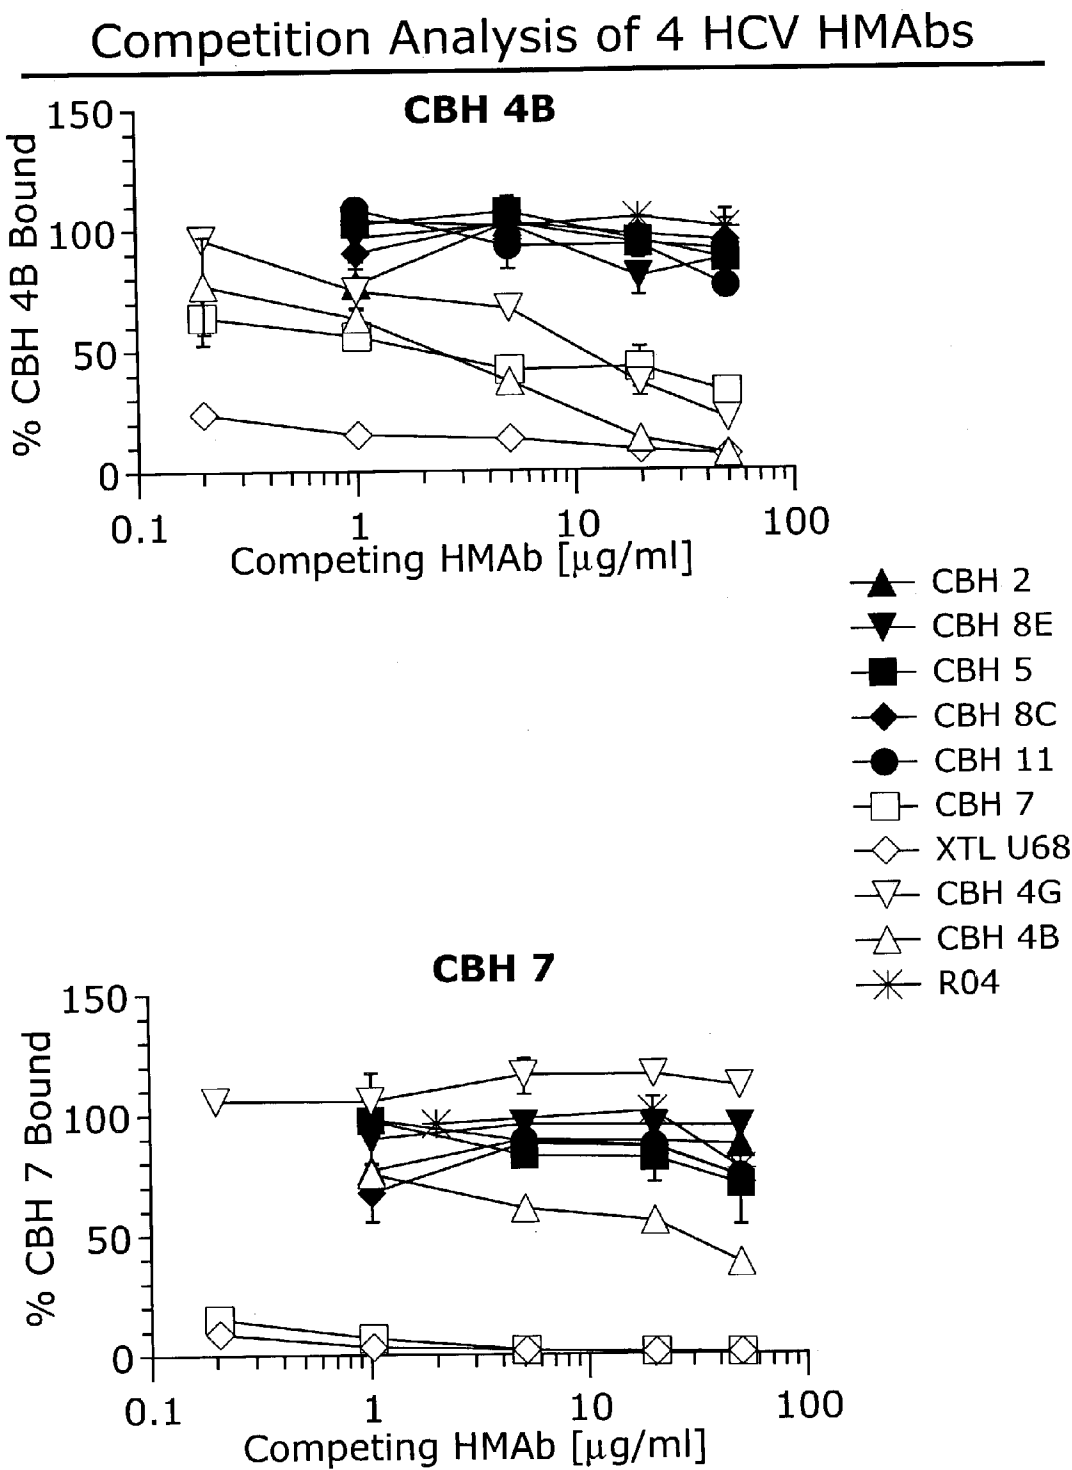 Competition Analysis of 4 HCV HMAbs
CBH 4B
% CBH 4B Bound
150
100
50
0
0.1 1 10 100
Competing HMAb [µg/ml]
CBH 2
CBH 8E
CBH 5
CBH 8C
CBH 11
CBH 7
XTL U68
CBH 4G
CBH 4B
R04
CBH 7
% CBH 7 Bound
150
100
50
0
0.1 1 10 100
Competing HMAb [µg/ml]